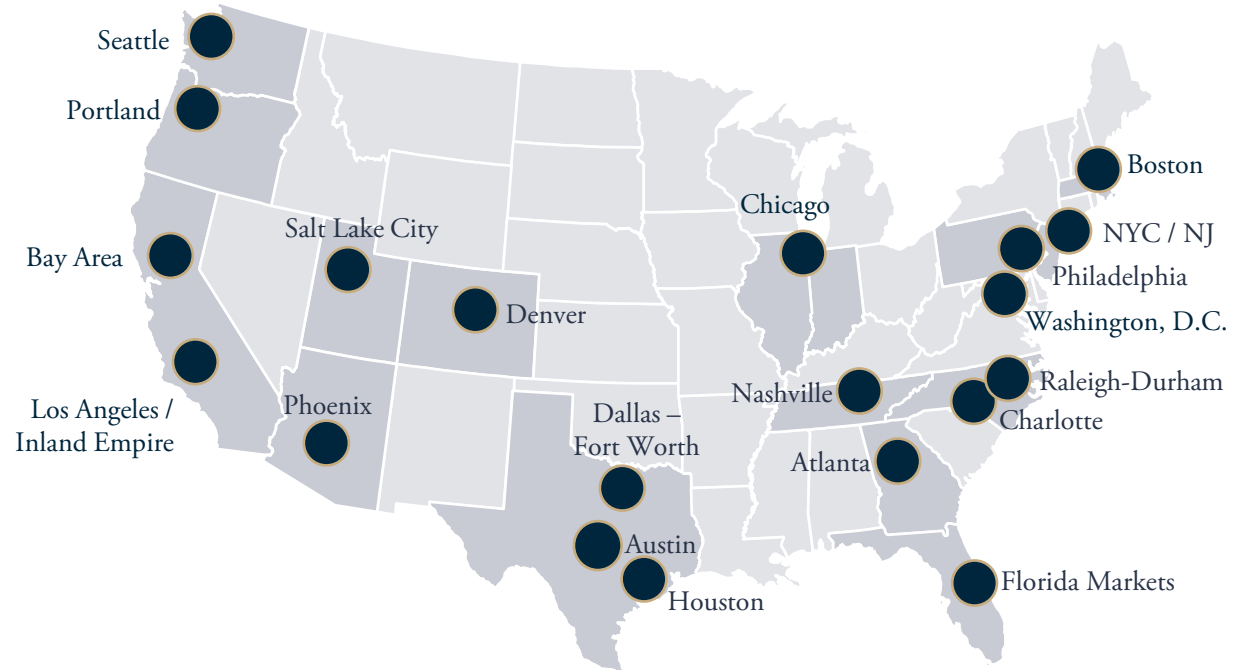 Seattle
Portland
Boston
Chicago
Salt Lake City
NYC / NJ
Bay Area
Philadelphia
Denver
Washington, D.C.
Raleigh-Durham
Nashville
Los Angeles /
Inland Empire
Phoenix
Dallas –
Fort Worth
Charlotte
Atlanta
Austin
Florida Markets
Houston